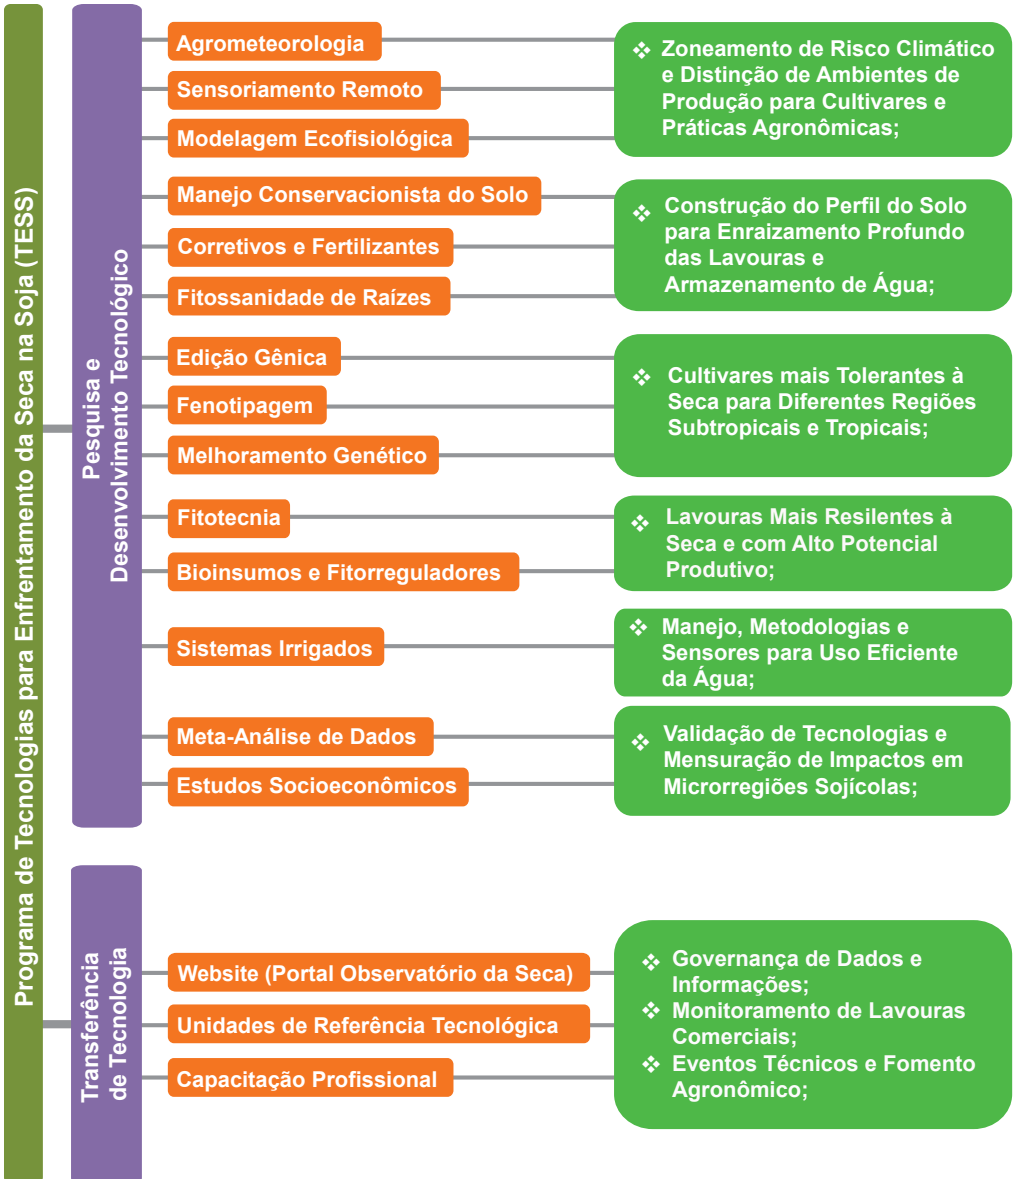 Programa de Tecnologias para Enfrentamento da Seca na Soja (TESS)
Pesquisa e
Desenvolvimento Tecnológico
Agrometeorologia
Sensoriamento Remoto
Modelagem Ecofisiológica
❖ Zoneamento de Risco Climático
e Distinção de Ambientes de
Produção para Cultivares e
Práticas Agronômicas;
Manejo Conservacionista do Solo
Corretivos e Fertilizantes
Fitossanidade de Raízes
❖ Construção do Perfil do Solo
para Enraizamento Profundo
das Lavouras e
Armazenamento de Água;
Edição Gênica
Fenotipagem
Melhoramento Genético
❖ Cultivares mais Tolerantes à
Seca para Diferentes Regiões
Subtropicais e Tropicais;
Fitotecnia
Bioinsumos e Fitorreguladores
❖ Lavouras Mais Resilentes à
Seca e com Alto Potencial
Produtivo;
Sistemas Irrigados
❖ Manejo, Metodologias e
Sensores para Uso Eficiente
da Água;
Meta-Análise de Dados
Estudos Socioeconômicos
❖ Validação de Tecnologias e
Mensuração de Impactos em
Microrregiões Sojícolas;
Transferência
de Tecnologia
Website (Portal Observatório da Seca)
Unidades de Referência Tecnológica
Capacitação Profissional
❖ Governança de Dados e
Informações;
❖ Monitoramento de Lavouras
Comerciais;
❖ Eventos Técnicos e Fomento
Agronômico;